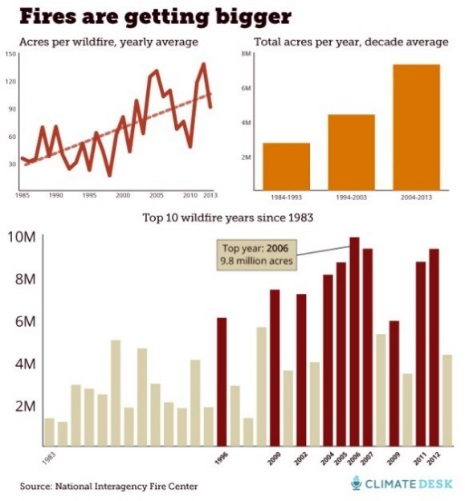 Fires are getting bigger
Acres per wildfire, yearly average
150
120
90
60
30
1985
1990
1995
2000
2005
2010
2013
Total acres per year, decade average
8M
6M
4M
2M
1984-1993
1994-2003
2004-2013
Top 10 wildfire years since 1983
10M
8M
6M
4M
2M
Top year: 2006
9.8 million acres
1983
1996
2000
2002
2004
2005
2006
2007
2009
2011
2012
Source: National Interagency Fire Center
CLIMATE DESK